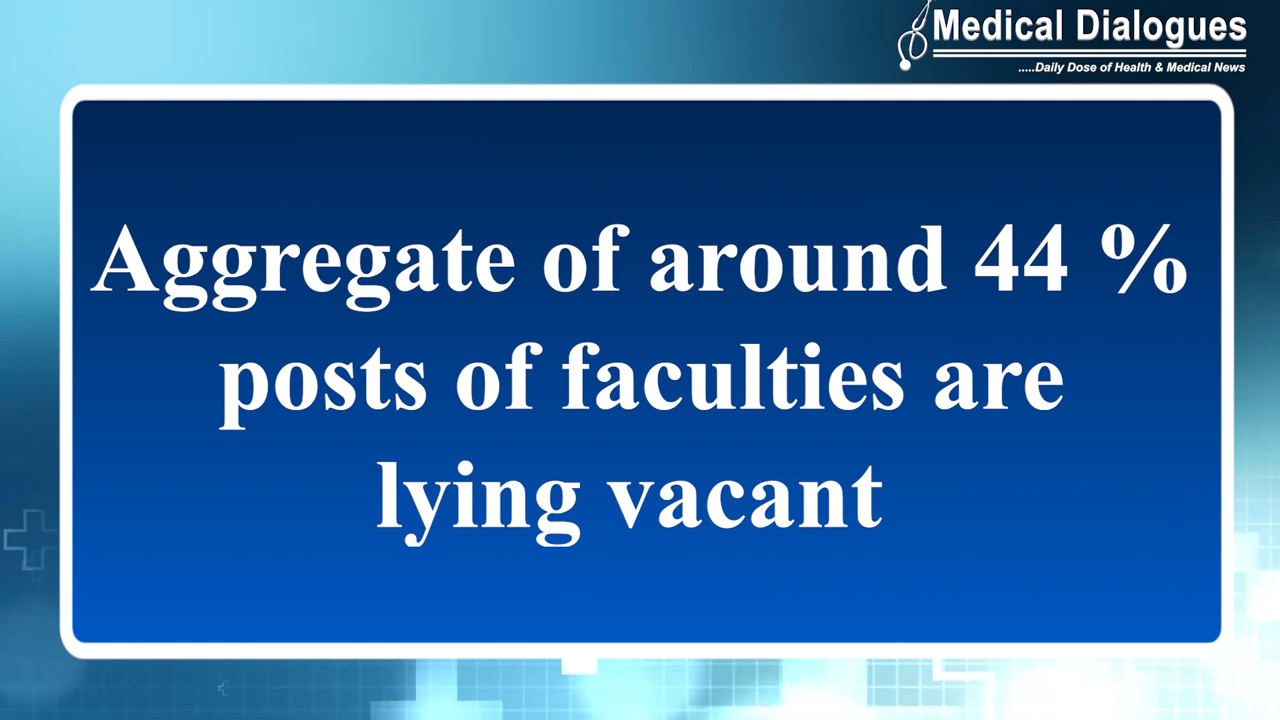 Medical Dialogues
.....Daily Dose of Health & Medical News
Aggregate of around 44 %
posts of faculties are
lying vacant